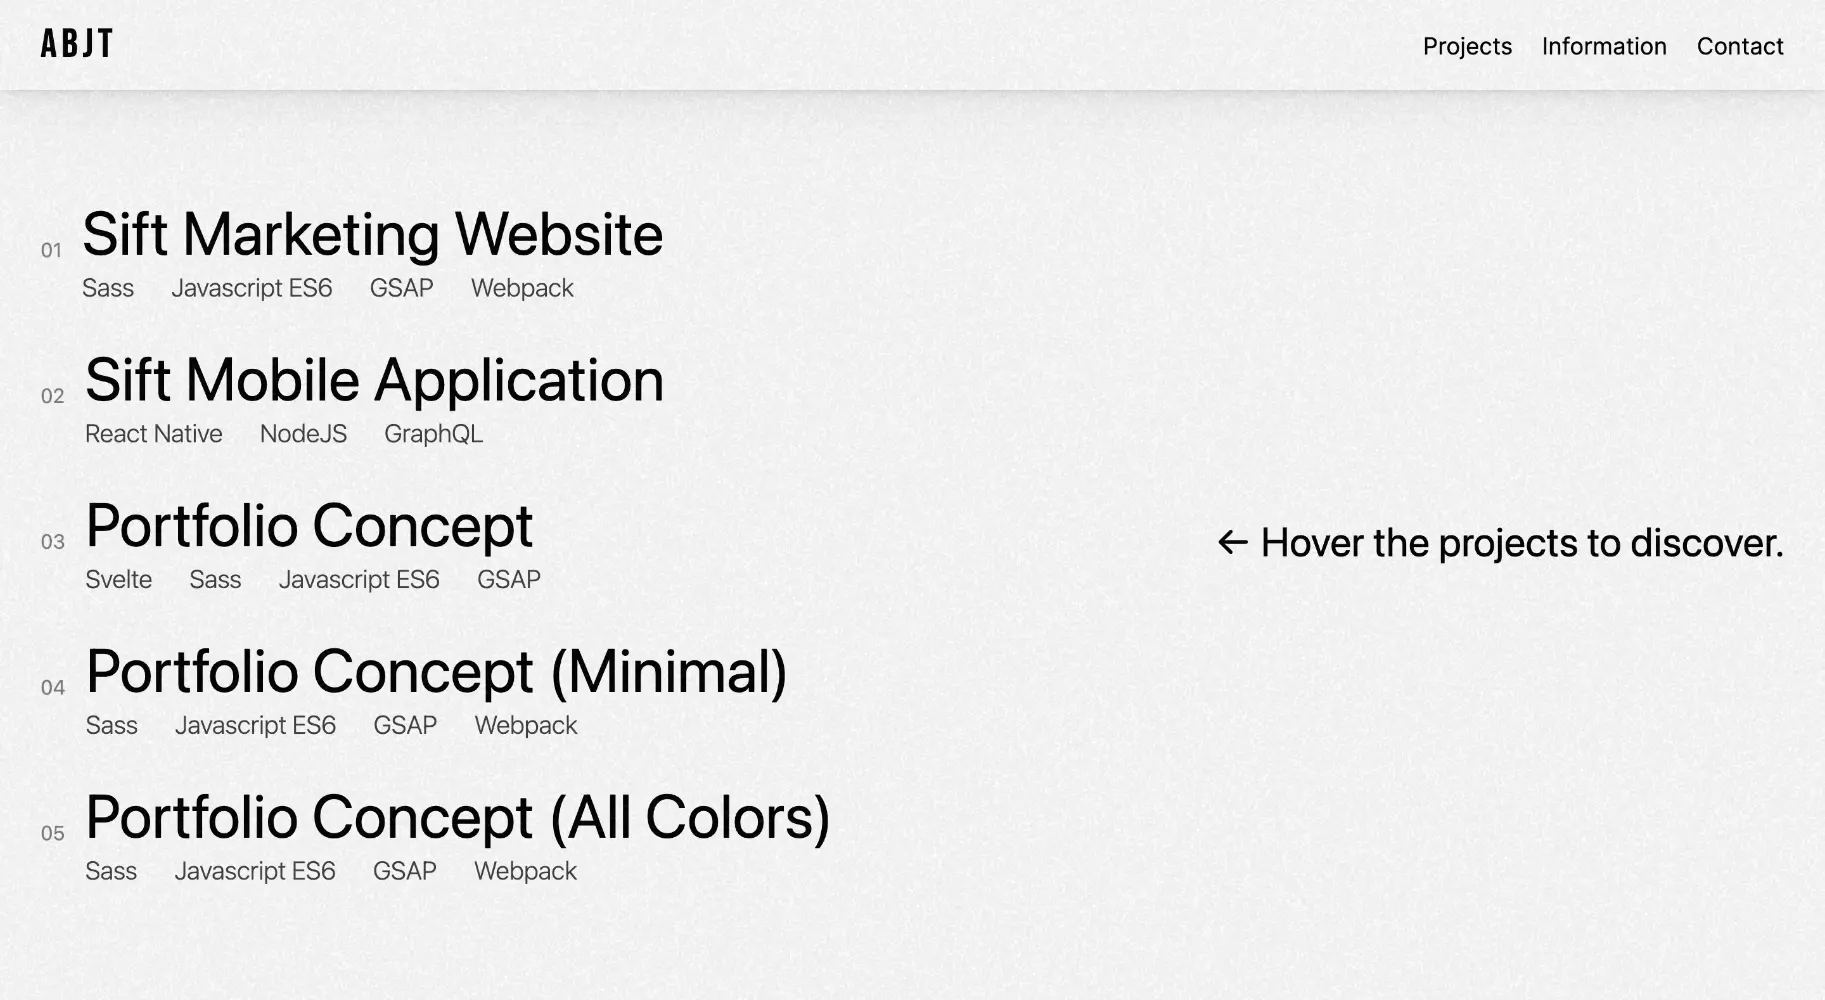 ABJT
Projects Information Contact
01 Sift Marketing Website
Sass Javascript ES6 GSAP Webpack
02 Sift Mobile Application
React Native NodeJS GraphQL
03 Portfolio Concept
Svelte Sass Javascript ES6 GSAP
← Hover the projects to discover.
04 Portfolio Concept (Minimal)
Sass Javascript ES6 GSAP Webpack
05 Portfolio Concept (All Colors)
Sass Javascript ES6 GSAP Webpack